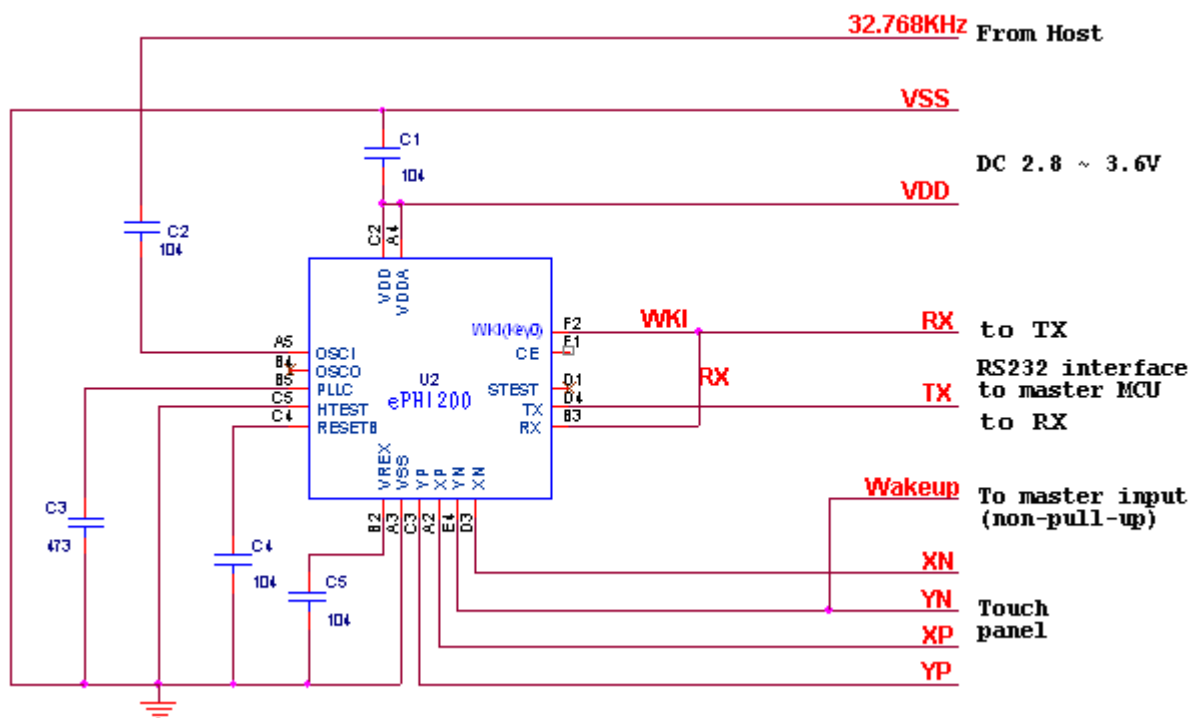 32.768KHz From Host
VSS
C1
104
DC 2.8 ~ 3.6V
VDD
C2
104
C2
A4
VDD
VDDA
A5
OSCI
B4
OSCO
B5
PLLC
C5
HTEST
C4
RESETB
U2
ePH1200
WKI(Key0)
F2
CE
E1
STEST
D1
TX
D4
RX
B3
WKI
RX
RX
to TX
RS232 interface
TX
to master MCU
to RX
VREX
VSS
YP
XP
YN
XN
B2
A3
C3
A2
E4
D3
Wakeup
To master input
(non-pull-up)
C3
473
C4
104
C5
104
XN
YN
XP
YP
Touch
panel